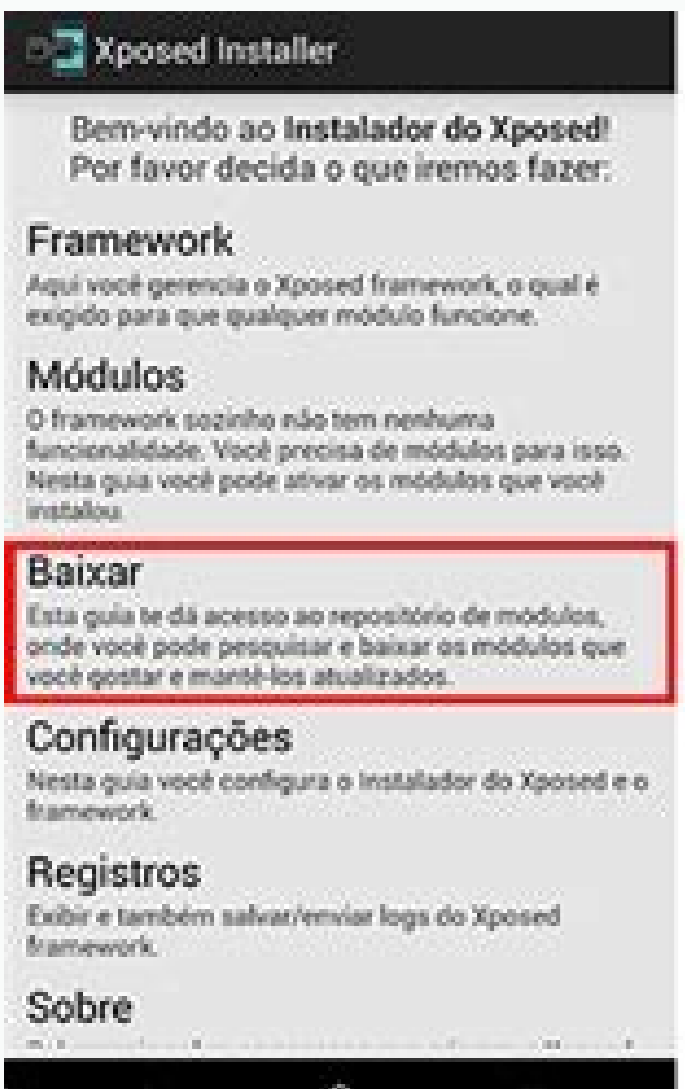 Xposed Installer
Bem-vindo ao Instalador do Xposed!
Por favor decida o que iremos fazer:
Framework
Aqui você gerencia o Xposed framework, o qual é
exigido para que qualquer módulo funcione.
Módulos
O framework sozinho não tem nenhuma
funcionalidade. Você precisa de módulos para isso.
Nesta guia você pode ativar os módulos que você
instalou.
Baixar
Esta guia te dá acesso ao repositório de módulos,
onde você pode pesquisar e baixar os módulos que
você gostar e mantê-los atualizados.
Configurações
Nesta guia você configura o Instalador do Xposed e o
framework.
Registros
Exibir e também salvar/enviar logs do Xposed
framework.
Sobre